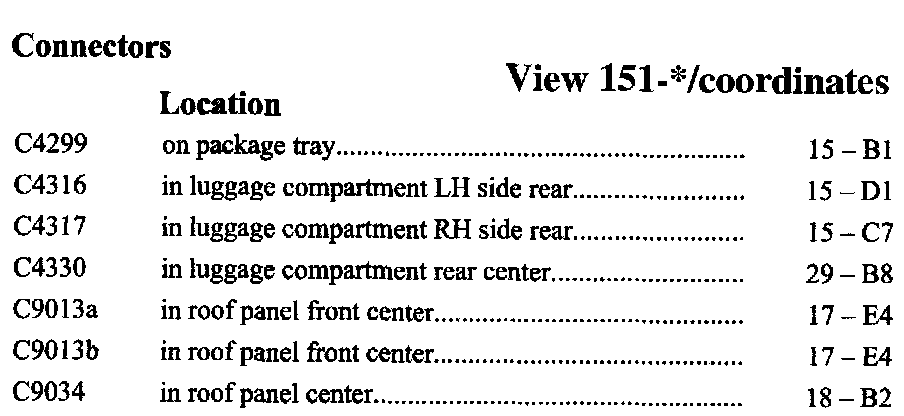 Connectors
View 151-*/coordinates
Location
C4299 on package tray........................................................................ 15 – B1
C4316 in luggage compartment LH side rear.............................. 15 – D1
C4317 in luggage compartment RH side rear.............................. 15 – C7
C4330 in luggage compartment rear center.................................. 29 – B8
C9013a in roof panel front center...................................................... 17 – E4
C9013b in roof panel front center...................................................... 17 – E4
C9034 in roof panel center................................................................ 18 – B2